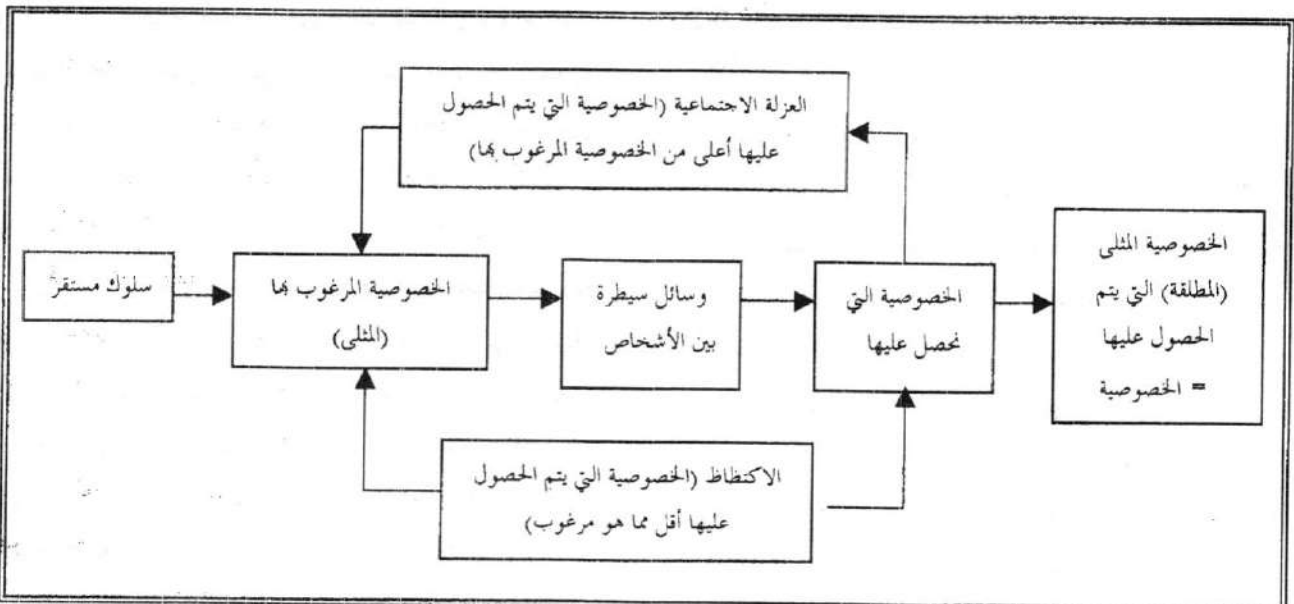 العزلة الاجتماعية (الخصوصية التي يتم الحصول
عليها أعلى من الخصوصية المرغوب بها)
سلوك مستقر
الخصوصية المرغوب بها
(المثلى)
وسائل سيطرة
بين الأشخاص
الخصوصية التي
نحصل عليها
الخصوصية المثلى
(المطلقة) التي يتم
الحصول عليها
= الخصوصية
الاكتظاظ (الخصوصية التي يتم الحصول
عليها أقل مما هو مرغوب)